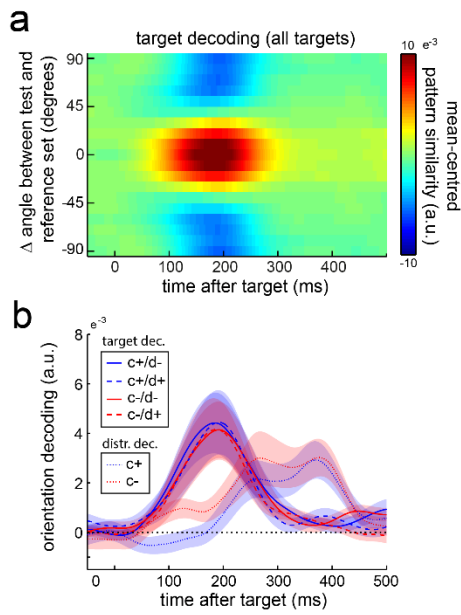 a
target decoding (all targets)
Δ angle between test and
reference set (degrees)
90
45
0
-45
-90
0 100 200 300 400
time after target (ms)
10 e⁻³
-10
mean-centred
pattern similarity (a.u.)
b
e⁻³
orientation decoding (a.u.)
8
6
4
2
0
target dec.
c+/d-
c+/d+
c-/d-
c-/d+
distr. dec.
c+
c-
0 100 200 300 400 500
time after target (ms)